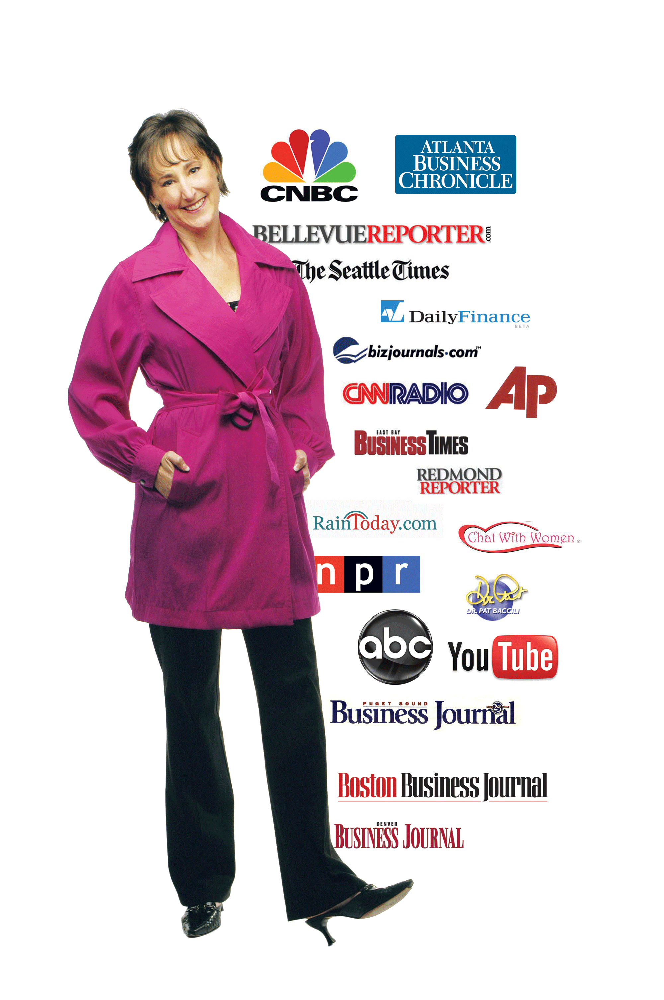 CNBC
ATLANTA
BUSINESS
CHRONICLE
BELLEVUEREPORTER.com
The Seattle Times
DailyFinance
BETA
bizjournals.com SM
CNNRADIO
AP
EAST BAY
BUSINESS TIMES
REDMOND
REPORTER
RainToday.com
Chat With Women
npr
Dr. Pat
DR. PAT BACCILI
abc
YouTube
PUGET SOUND
Business Journal
25
Boston Business Journal
DENVER
BUSINESS JOURNAL